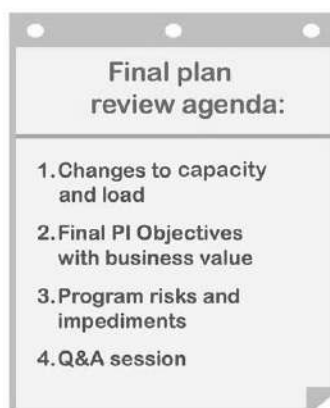 Final plan
review agenda:
1.Changes to capacity
and load
2.Final PI Objectives
with business value
3.Program risks and
impediments
4.Q&A session